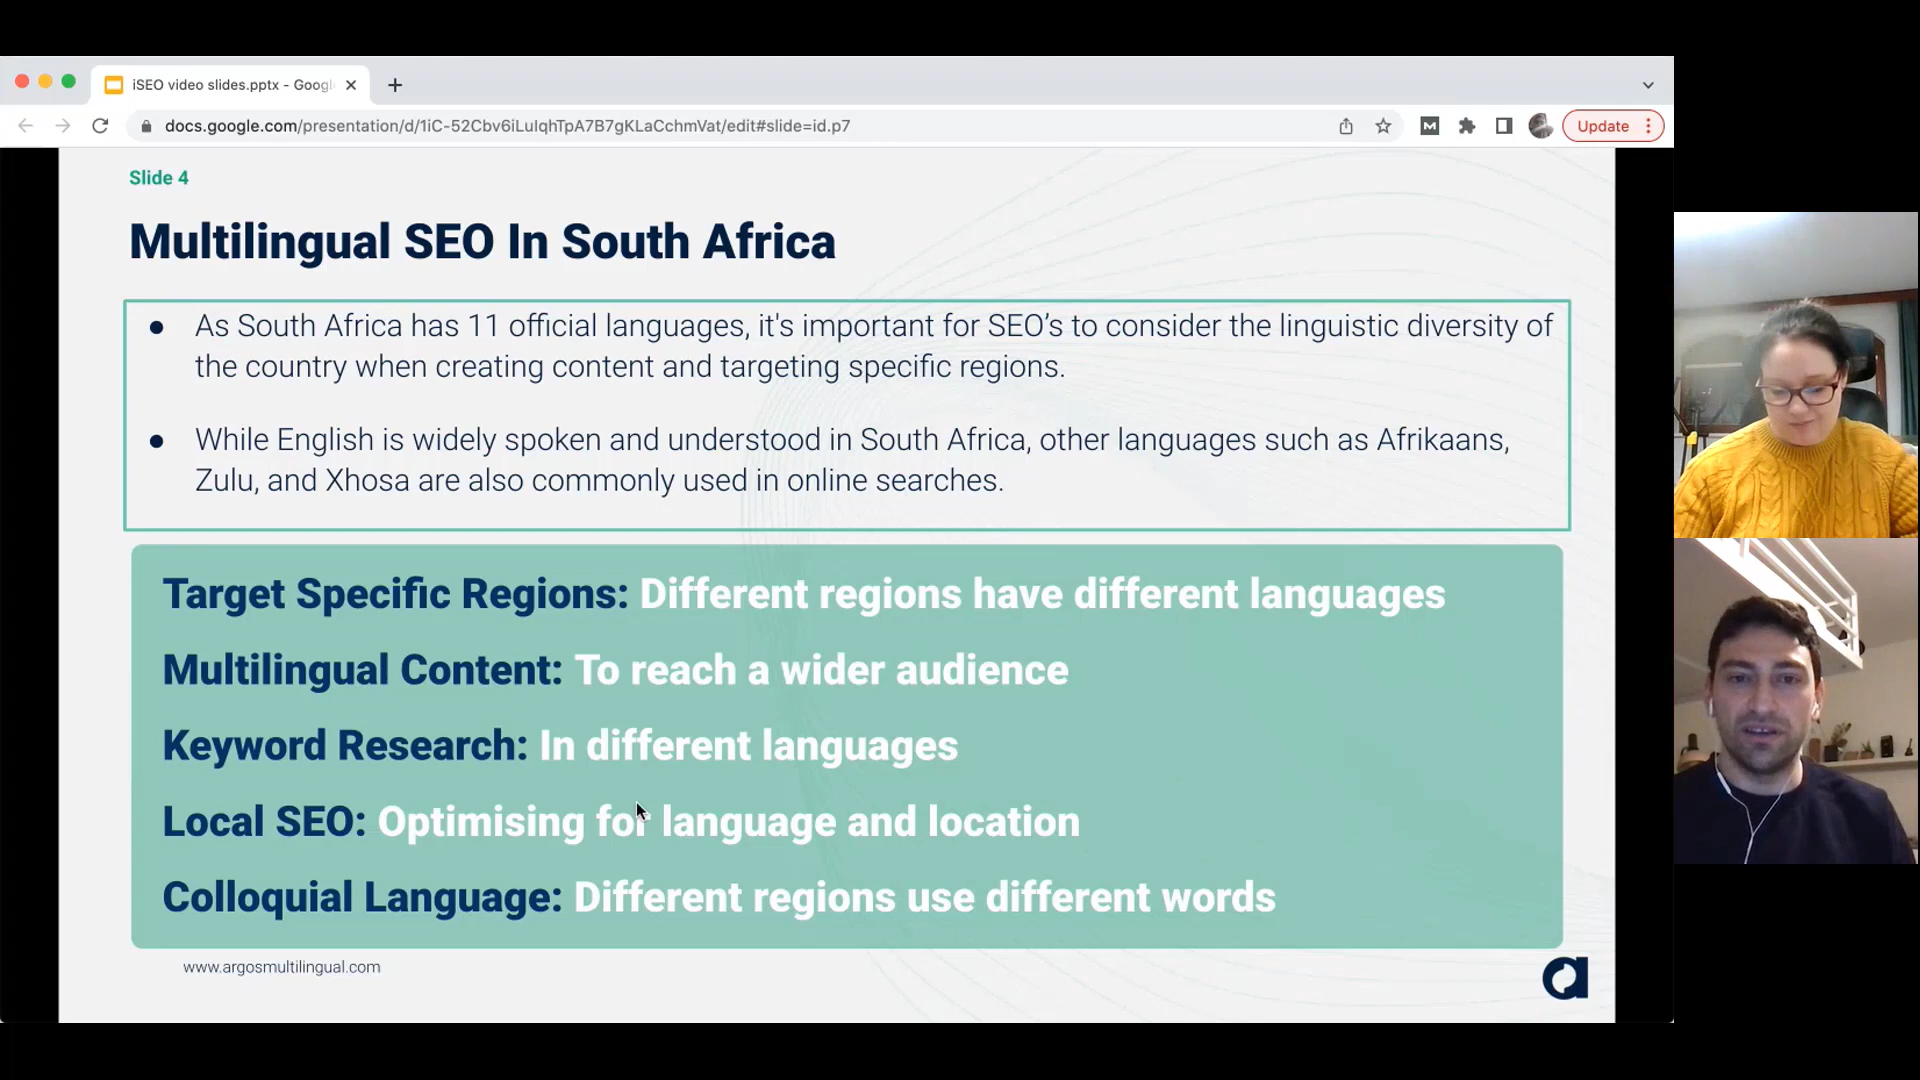 iSEO video slides.pptx - Googl
docs.google.com/presentation/d/1iC-52Cbv6iLuIqhTpA7B7gKLaCchmVat/edit#slide=id.p7
M
Update
Slide 4
Multilingual SEO In South Africa
● As South Africa has 11 official languages, it's important for SEO’s to consider the linguistic diversity of
the country when creating content and targeting specific regions.
● While English is widely spoken and understood in South Africa, other languages such as Afrikaans,
Zulu, and Xhosa are also commonly used in online searches.
Target Specific Regions: Different regions have different languages
Multilingual Content: To reach a wider audience
Keyword Research: In different languages
Local SEO: Optimising for language and location
Colloquial Language: Different regions use different words
www.argosmultilingual.com